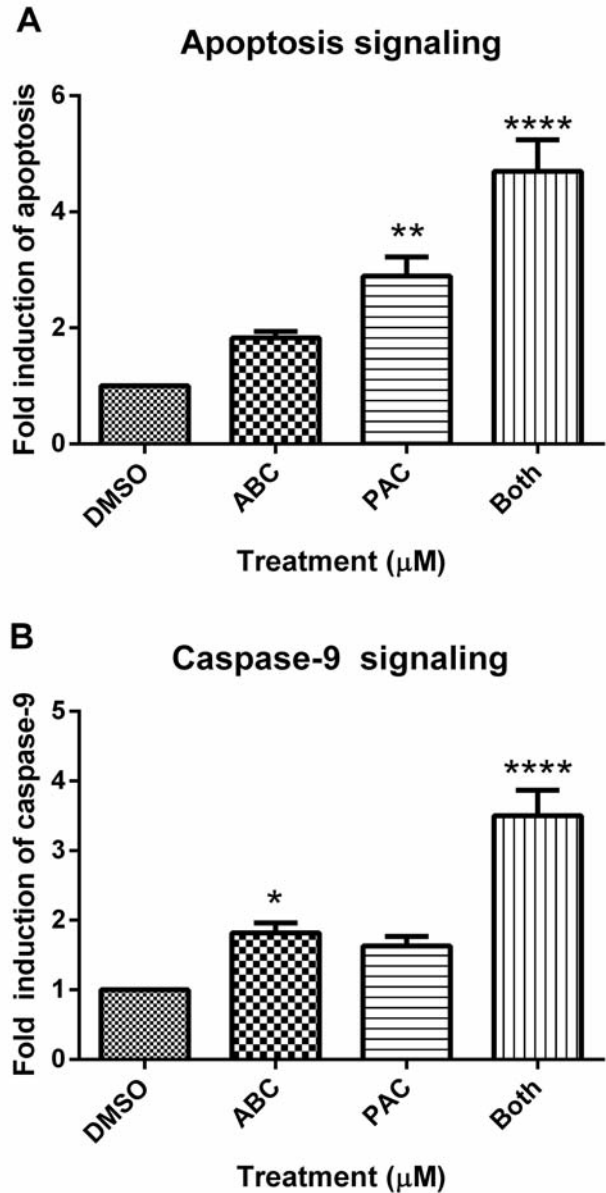 A
Apoptosis signaling
Fold induction of apoptosis
6
4
2
0
****
**
DMSO
ABC
PAC
Both
Treatment (μM)
B
Caspase-9 signaling
Fold induction of caspase-9
5
4
3
2
1
0
****
*
DMSO
ABC
PAC
Both
Treatment (μM)